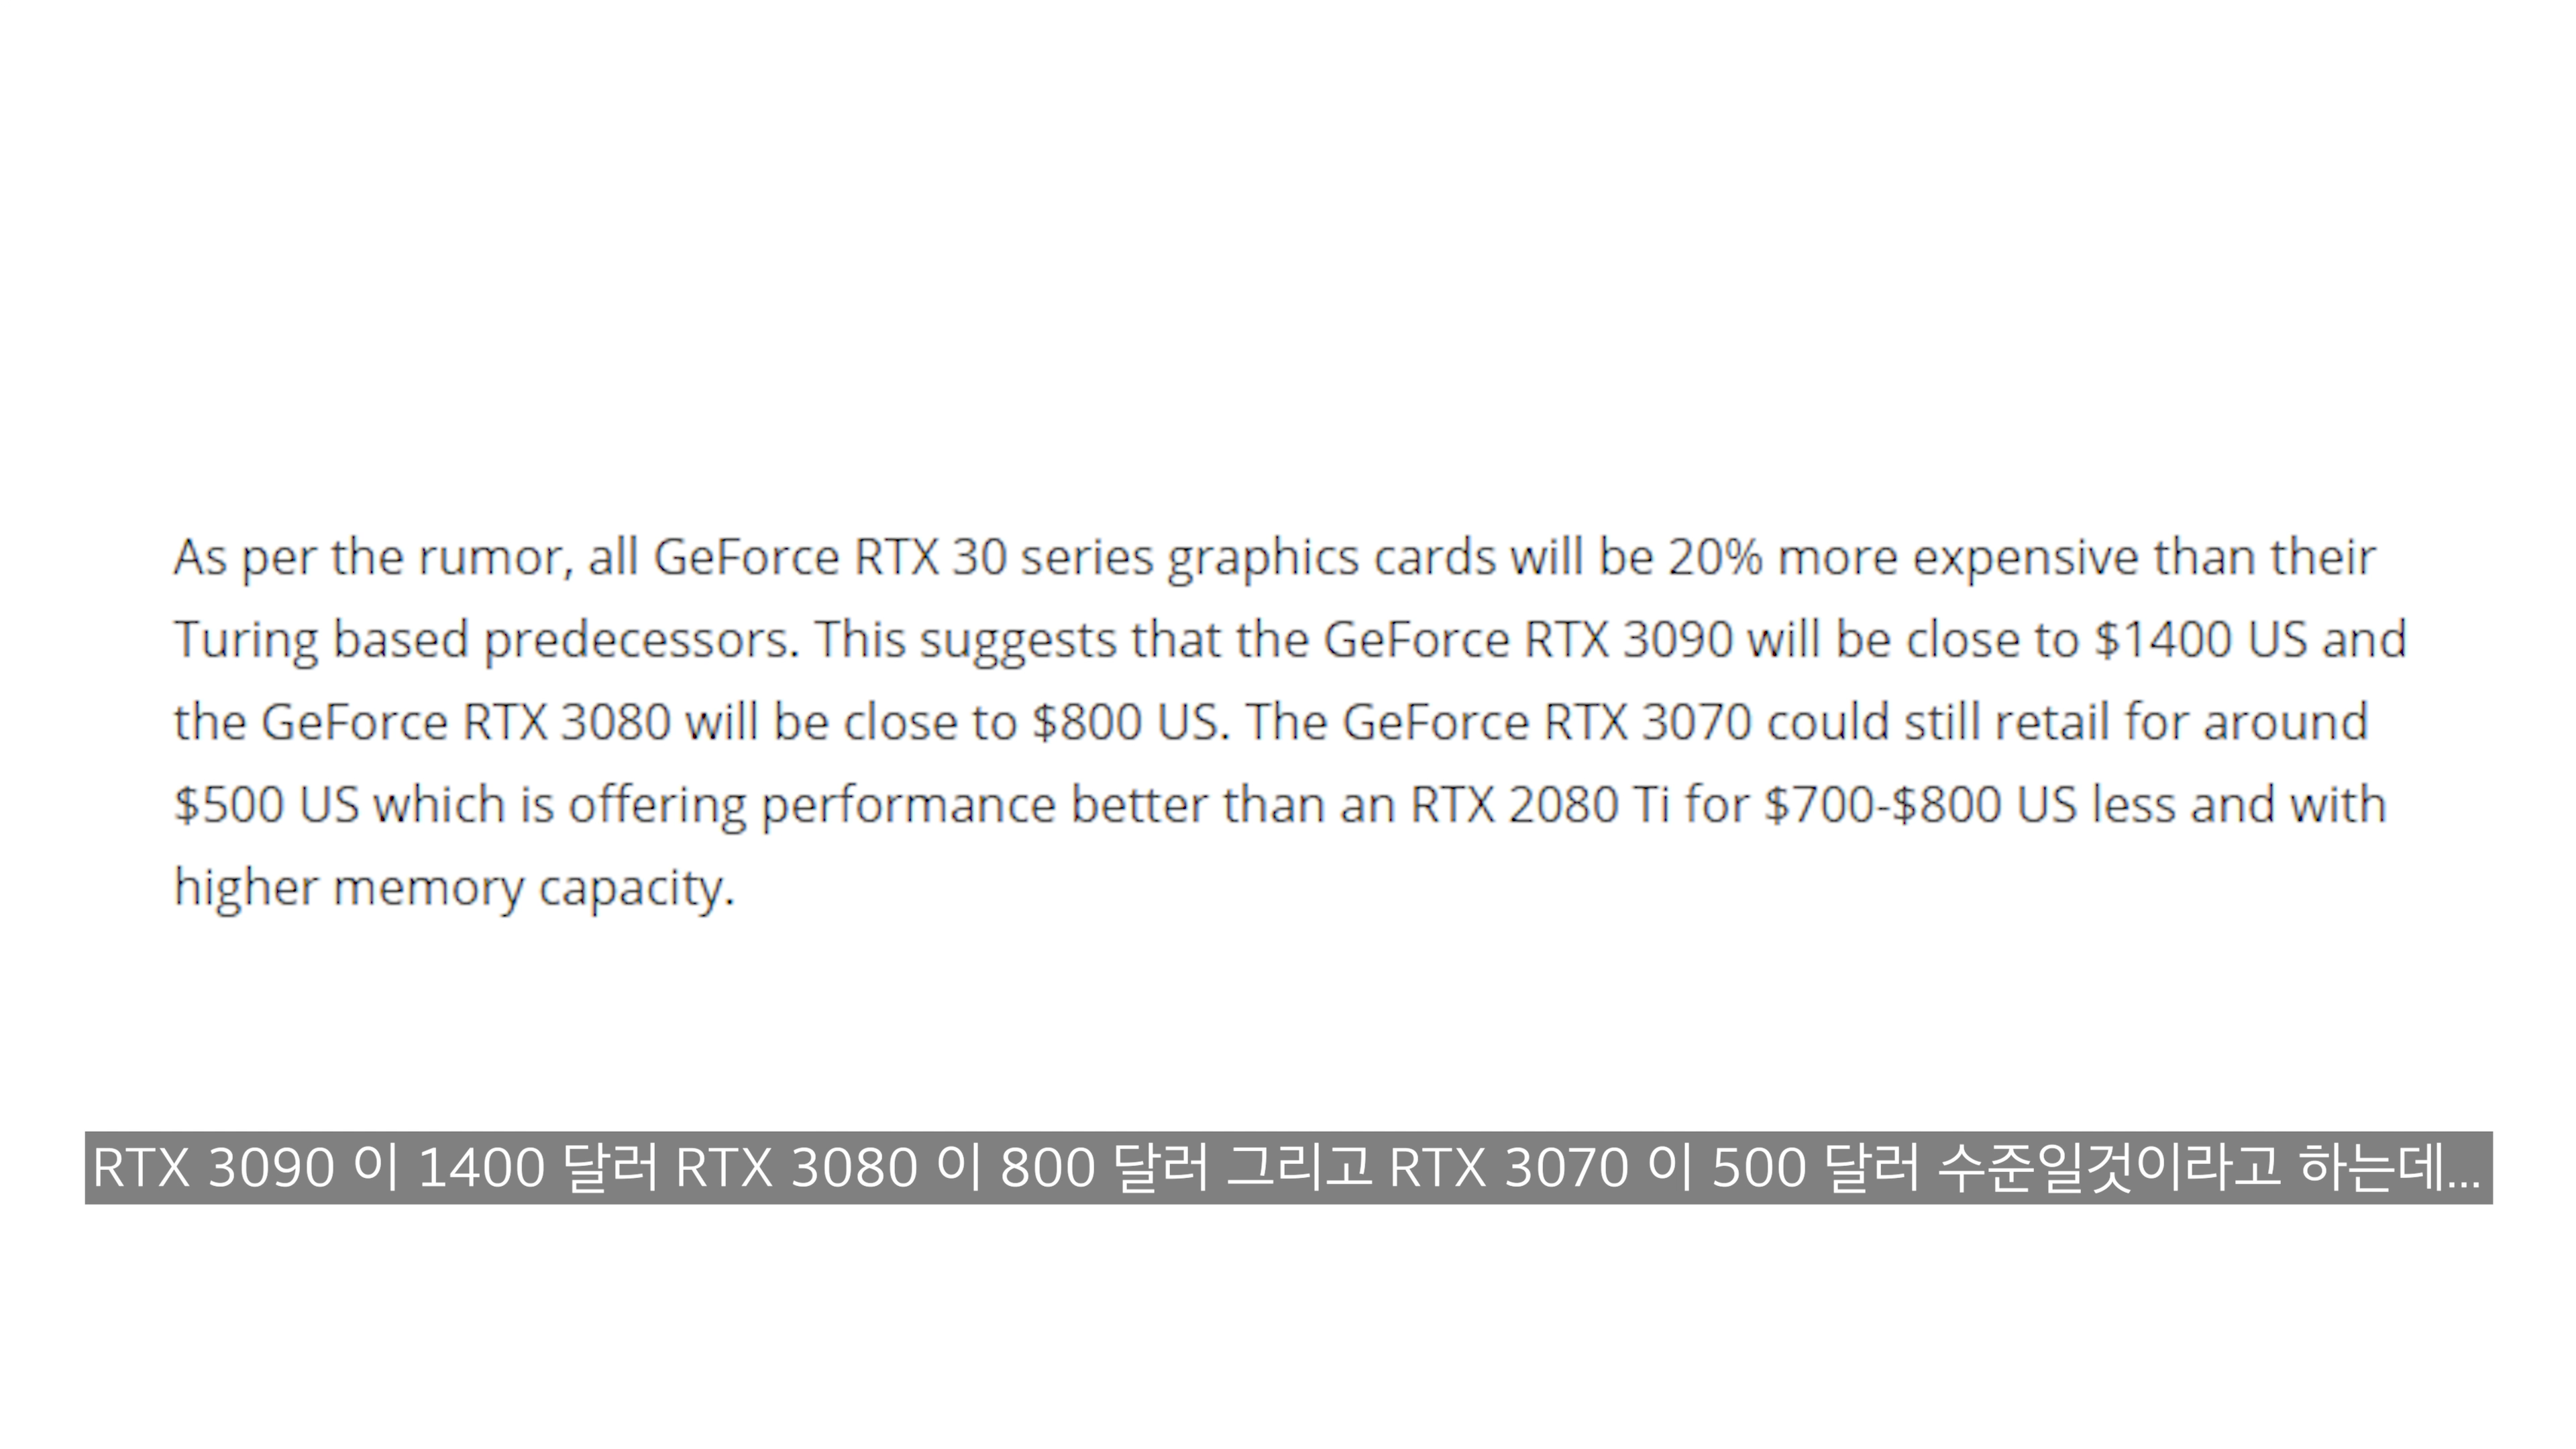 As per the rumor, all GeForce RTX 30 series graphics cards will be 20% more expensive than their
Turing based predecessors. This suggests that the GeForce RTX 3090 will be close to $1400 US and
the GeForce RTX 3080 will be close to $800 US. The GeForce RTX 3070 could still retail for around
$500 US which is offering performance better than an RTX 2080 Ti for $700-$800 US less and with
higher memory capacity.
RTX 3090 이 1400 달러 RTX 3080 이 800 달러 그리고 RTX 3070 이 500 달러 수준일것이라고 하는데...